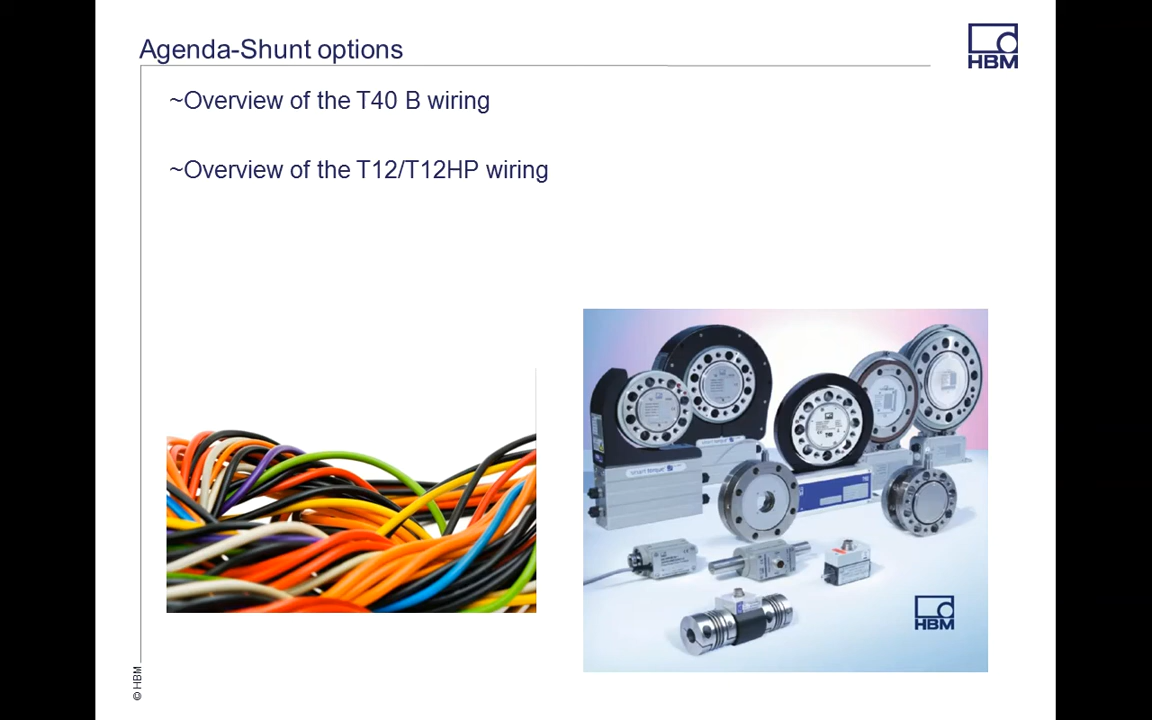 Agenda-Shunt options
HBM
~Overview of the T40 B wiring
~Overview of the T12/T12HP wiring
HBM
© HBM